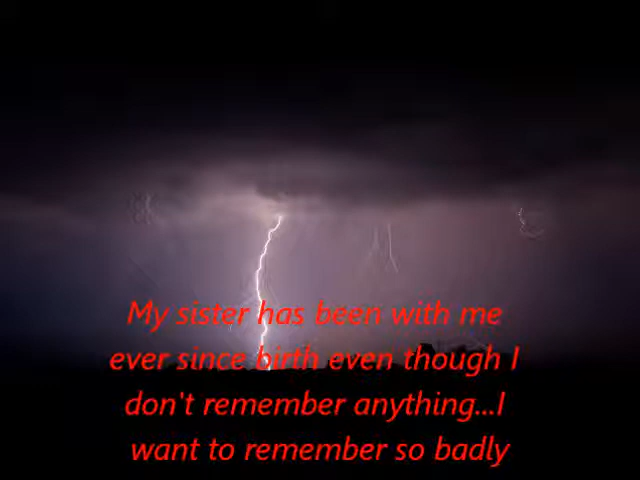 My sister has been with me
ever since birth even though I
don't remember anything...I
want to remember so badly